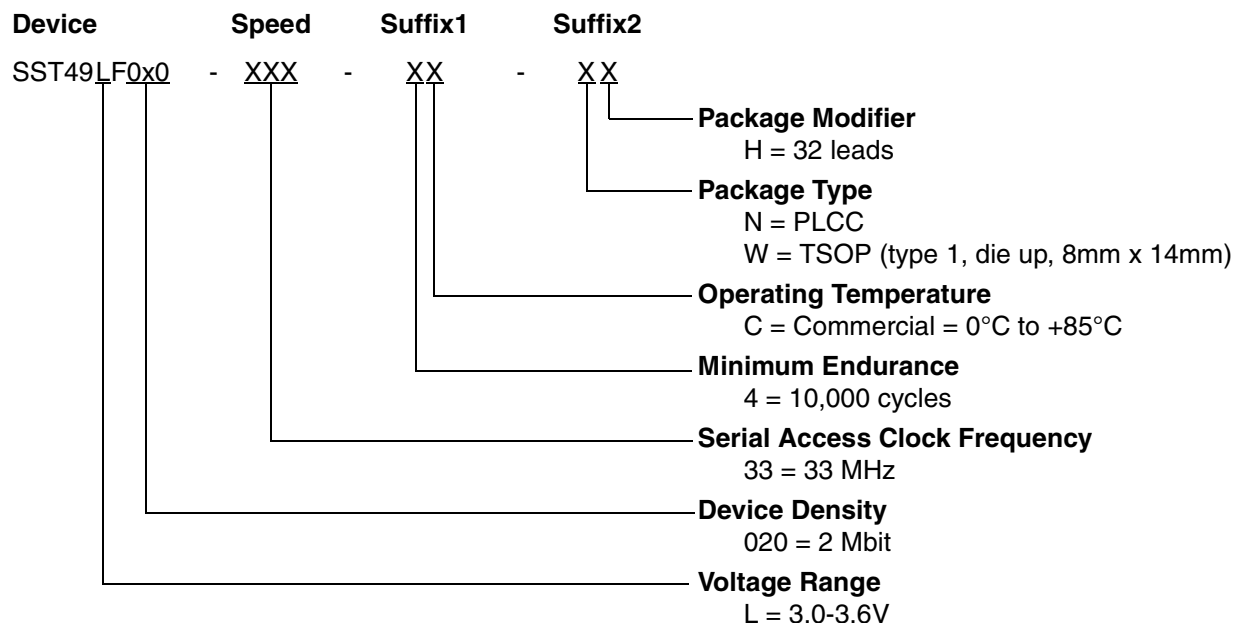 Device Speed Suffix1 Suffix2
SST49LF0x0 - XXX - XX - XX
Package Modifier
H = 32 leads
Package Type
N = PLCC
W = TSOP (type 1, die up, 8mm x 14mm)
Operating Temperature
C = Commercial = 0°C to +85°C
Minimum Endurance
4 = 10,000 cycles
Serial Access Clock Frequency
33 = 33 MHz
Device Density
020 = 2 Mbit
Voltage Range
L = 3.0-3.6V